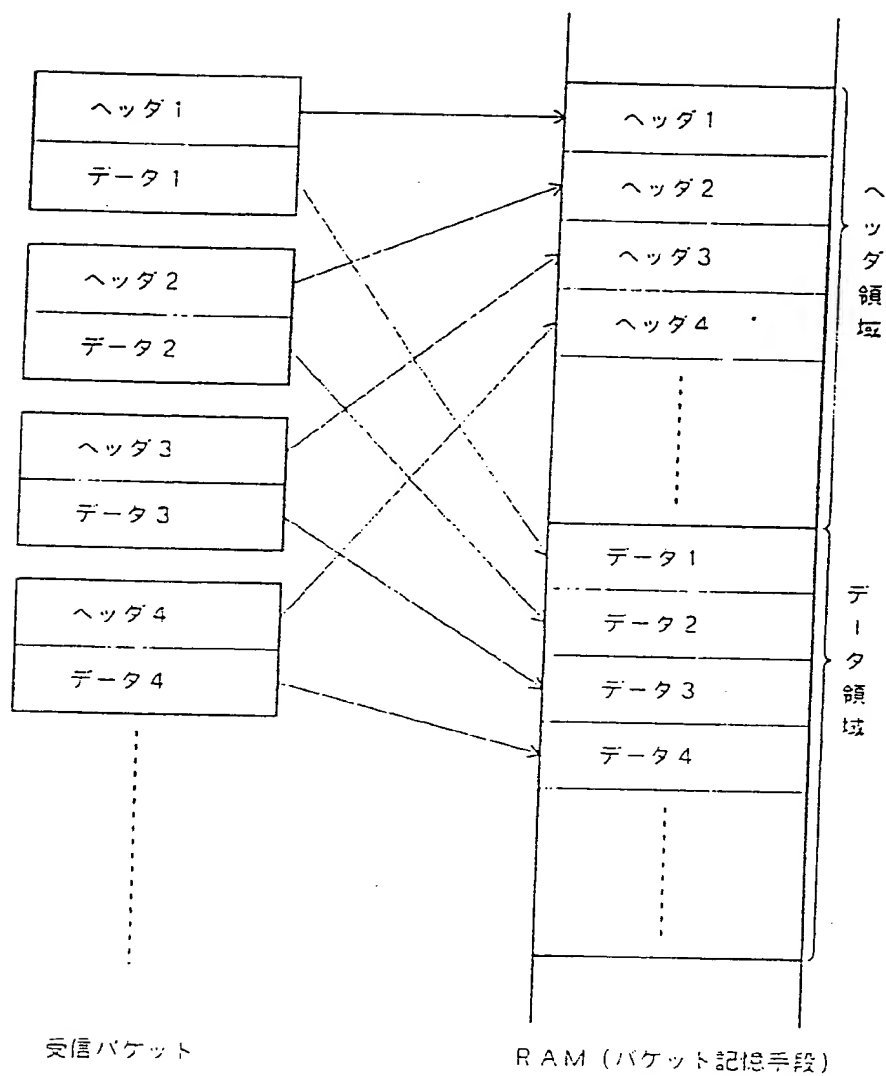 ヘッダ1
データ1
ヘッダ2
データ2
ヘッダ3
データ3
ヘッダ4
データ4
受信パケット
ヘッダ1
ヘッダ2
ヘッダ3
ヘッダ4
ヘッダ領域
データ1
データ2
データ3
データ4
データ領域
RAM (パケット記憶手段)